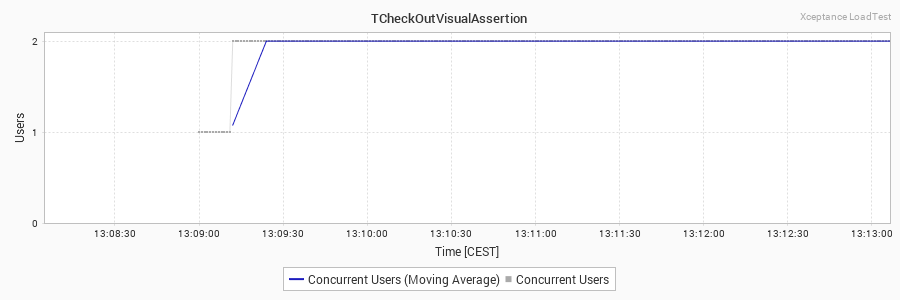 TCheckOutVisualAssertion
Xceptance LoadTest
Users
2
1
0
13:08:30 13:09:00 13:09:30 13:10:00 13:10:30 13:11:00 13:11:30 13:12:00 13:12:30 13:13:00
Time [CEST]
Concurrent Users (Moving Average) Concurrent Users